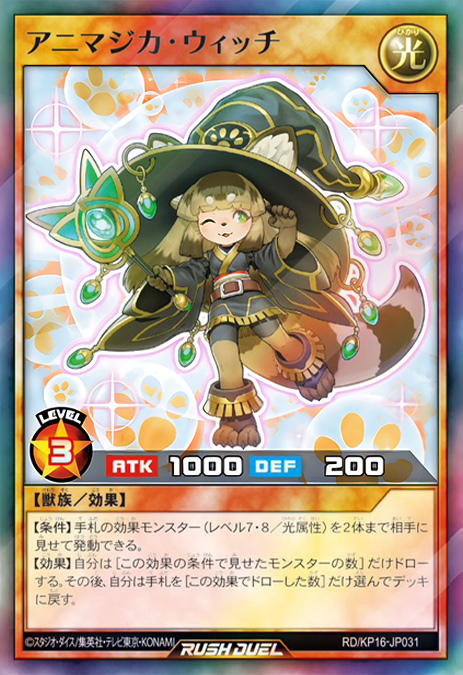 アニマジカ・ウィッチ
ひかり
光
LEVEL
3
ATK 1000 DEF 200
【獣族／効果】
【条件】手札の効果モンスター（レベル7・8／光属性）を2体まで相手に
見せて発動できる。
【効果】自分は［この効果の条件で見せたモンスターの数］だけドロー
する。その後、自分は手札を［この効果でドローした数］だけ選んでデッキ
に戻す。
©スタジオ・ダイス/集英社・テレビ東京・KONAMI
RUSH DUEL
RD/KP16-JP031